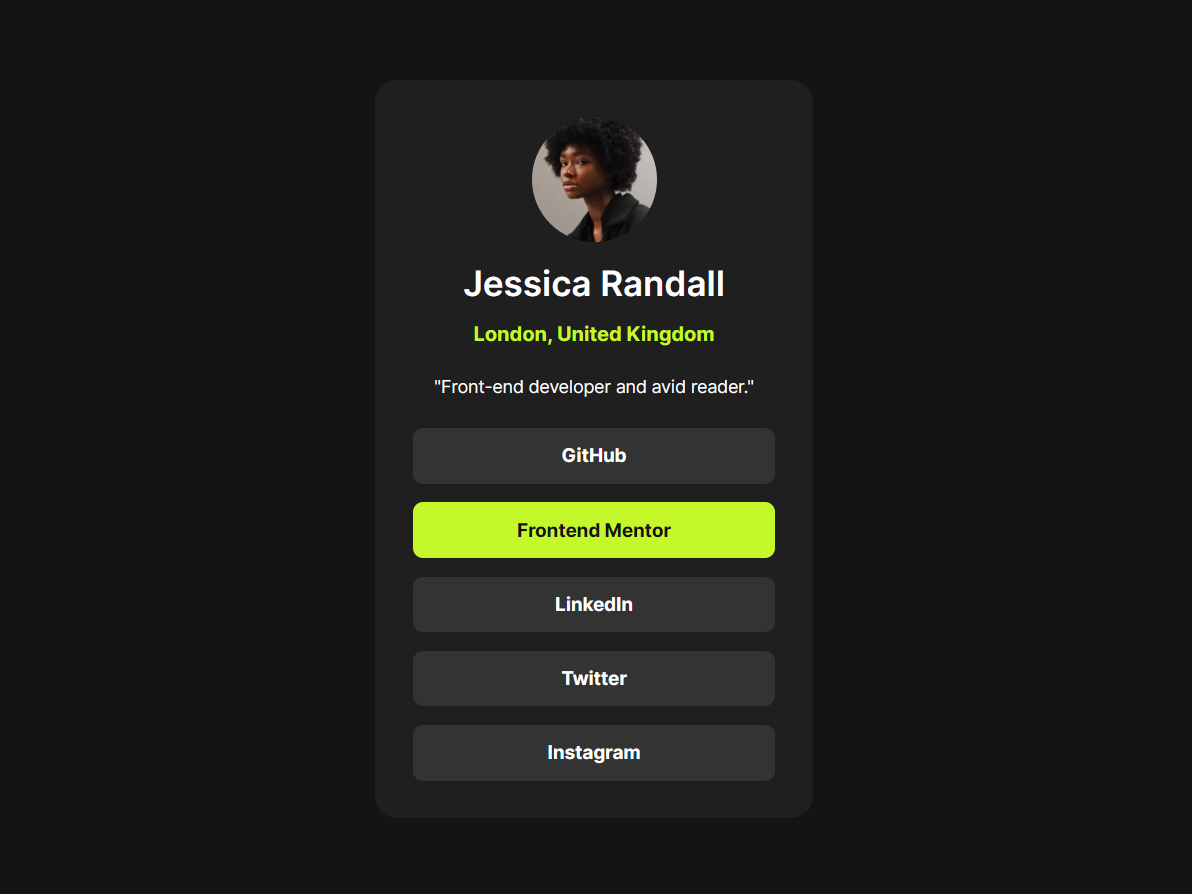 Jessica Randall
London, United Kingdom
"Front-end developer and avid reader."
GitHub
Frontend Mentor
LinkedIn
Twitter
Instagram